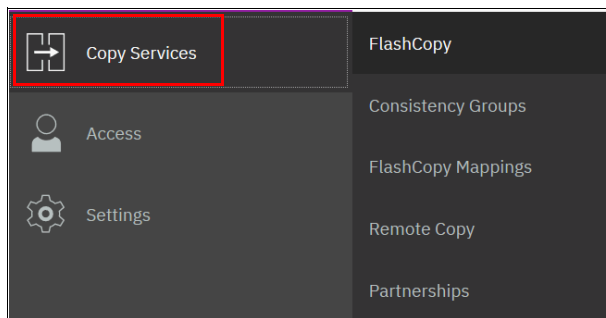 Copy Services
Access
Settings
FlashCopy
Consistency Groups
FlashCopy Mappings
Remote Copy
Partnerships